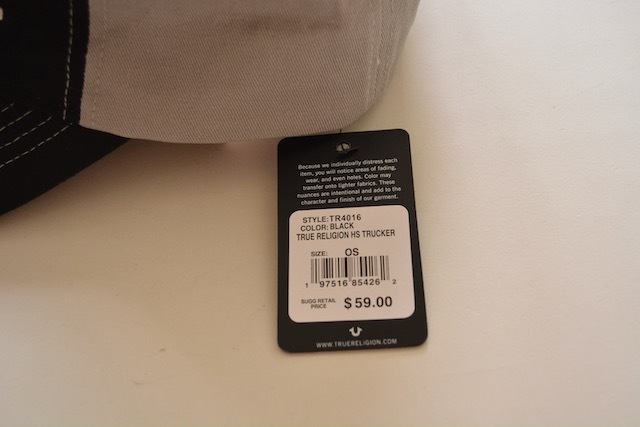 Because we individually distress each
item, you will notice areas of fading,
wear, and even holes. Color may
transfer onto lighter fabrics. These
nuances are intentional and add to the
character and finish of our garment.
STYLE:TR4016
COLOR:BLACK
TRUE RELIGION HS TRUCKER
SIZE: OS
1 97516 85426 2
SUGG RETAIL
PRICE $59.00
WWW.TRUERELIGION.COM